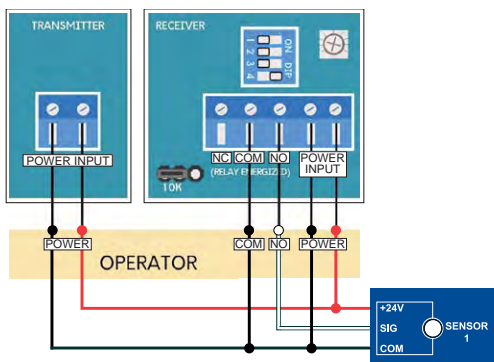 TRANSMITTER
RECEIVER
1 2 3 4
ON DIP
POWER INPUT
NC COM NO POWER INPUT
(RELAY ENERGIZED)
10K
POWER COM NO POWER
OPERATOR
+24V
SIG
COM
SENSOR
1